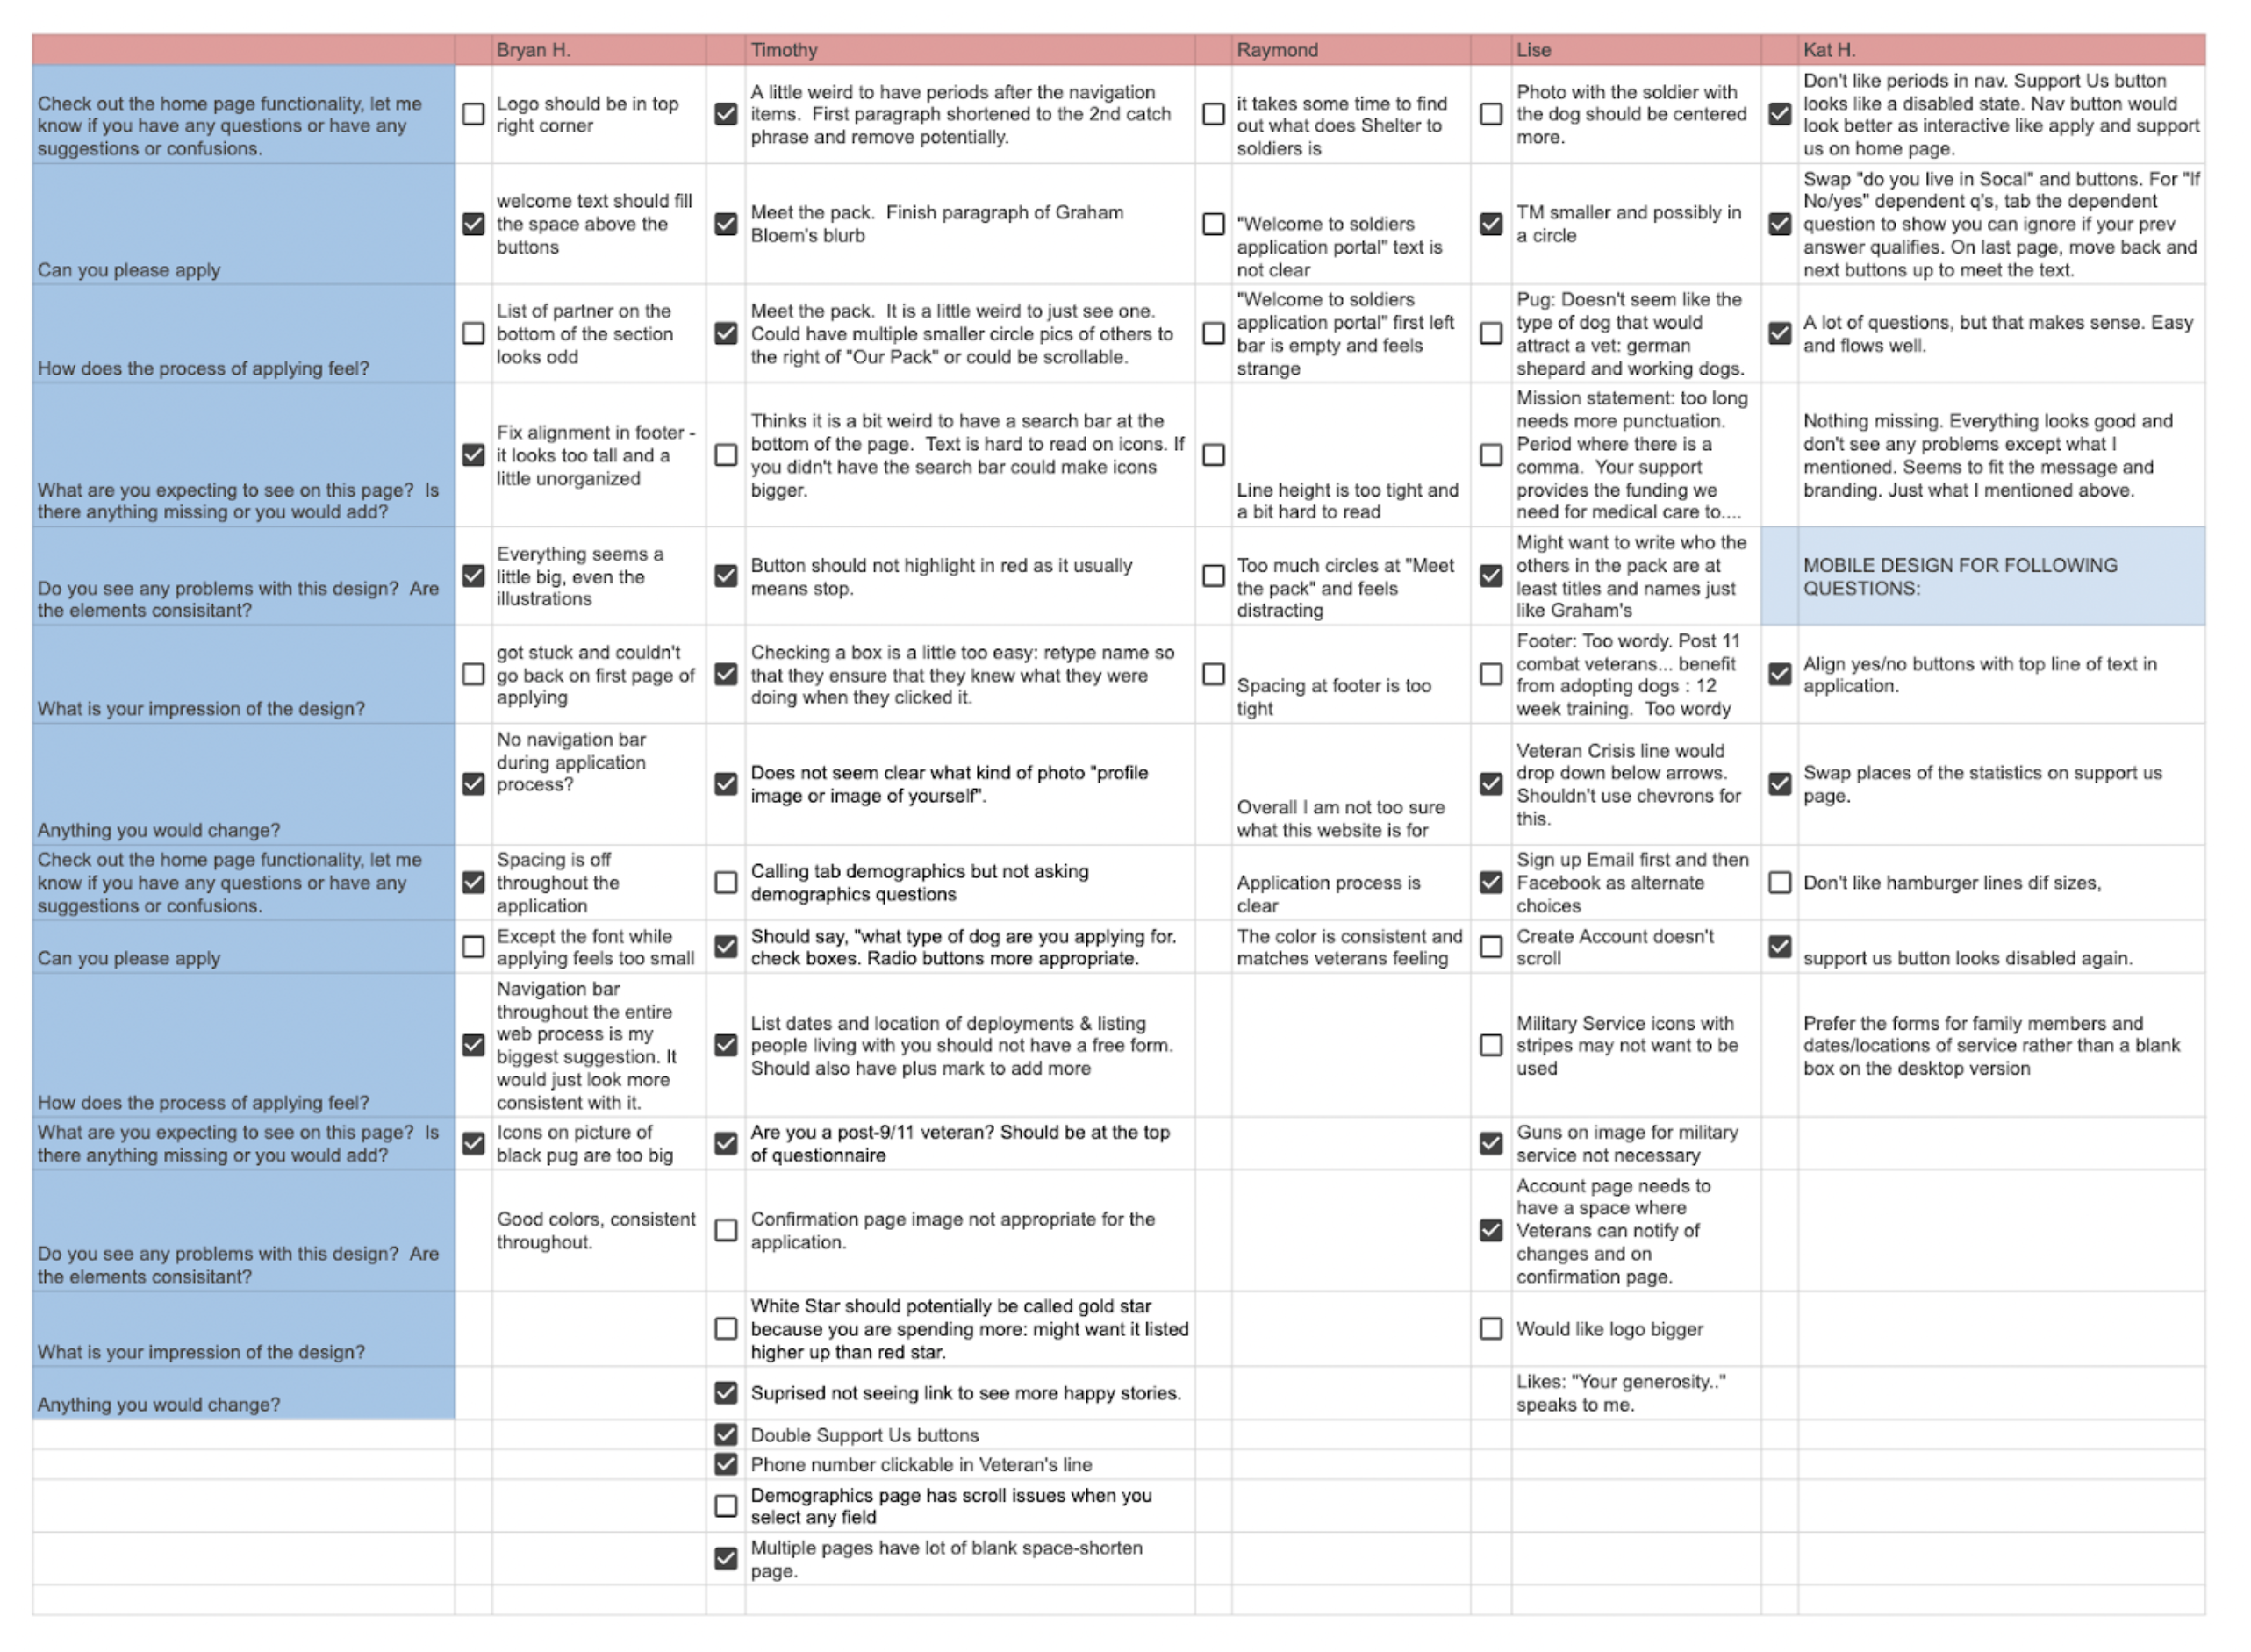 Bryan H.
Timothy
Raymond
Lise
Kat H.
Check out the home page functionality, let me
know if you have any questions or have any
suggestions or confusions.
Logo should be in top
right corner
A little weird to have periods after the navigation
items.  First paragraph shortened to the 2nd catch
phrase and remove potentially.
it takes some time to find
out what does Shelter to
soldiers is
Photo with the soldier with
the dog should be centered
more.
Don't like periods in nav. Support Us button
looks like a disabled state. Nav button would
look better as interactive like apply and support
us on home page.
Can you please apply
welcome text should fill
the space above the
buttons
Meet the pack.  Finish paragraph of Graham
Bloem's blurb
"Welcome to soldiers
application portal" text is
not clear
TM smaller and possibly in
a circle
Swap "do you live in Socal" and buttons. For "If
No/yes" dependent q's, tab the dependent
question to show you can ignore if your prev
answer qualifies. On last page, move back and
next buttons up to meet the text.
How does the process of applying feel?
List of partner on the
bottom of the section
looks odd
Meet the pack.  It is a little weird to just see one.
Could have multiple smaller circle pics of others to
the right of "Our Pack" or could be scrollable.
"Welcome to soldiers
application portal" first left
bar is empty and feels
strange
Pug: Doesn't seem like the
type of dog that would
attract a vet: german
shepard and working dogs.
A lot of questions, but that makes sense. Easy
and flows well.
What are you expecting to see on this page?  Is
there anything missing or you would add?
Fix alignment in footer -
it looks too tall and a
little unorganized
Thinks it is a bit weird to have a search bar at the
bottom of the page.  Text is hard to read on icons. If
you didn't have the search bar could make icons
bigger.
Line height is too tight and
a bit hard to read
Mission statement: too long
needs more punctuation.
Period where there is a
comma.  Your support
provides the funding we
need for medical care to....
Nothing missing. Everything looks good and
don't see any problems except what I
mentioned. Seems to fit the message and
branding. Just what I mentioned above.
Do you see any problems with this design?  Are
the elements consisitant?
Everything seems a
little big, even the
illustrations
Button should not highlight in red as it usually
means stop.
Too much circles at "Meet
the pack" and feels
distracting
Might want to write who the
others in the pack are at
least titles and names just
like Graham's
MOBILE DESIGN FOR FOLLOWING
QUESTIONS:
What is your impression of the design?
got stuck and couldn't
go back on first page of
applying
Checking a box is a little too easy: retype name so
that they ensure that they knew what they were
doing when they clicked it.
Spacing at footer is too
tight
Footer: Too wordy. Post 11
combat veterans... benefit
from adopting dogs : 12
week training.  Too wordy
Align yes/no buttons with top line of text in
application.
Anything you would change?
No navigation bar
during application
process?
Does not seem clear what kind of photo "profile
image or image of yourself".
Overall I am not too sure
what this website is for
Veteran Crisis line would
drop down below arrows.
Shouldn't use chevrons for
this.
Swap places of the statistics on support us
page.
Check out the home page functionality, let me
know if you have any questions or have any
suggestions or confusions.
Spacing is off
throughout the
application
Calling tab demographics but not asking
demographics questions
Application process is
clear
Sign up Email first and then
Facebook as alternate
choices
Don't like hamburger lines dif sizes,
Can you please apply
Except the font while
applying feels too small
Should say, "what type of dog are you applying for.
check boxes. Radio buttons more appropriate.
The color is consistent and
matches veterans feeling
Create Account doesn't
scroll
support us button looks disabled again.
How does the process of applying feel?
Navigation bar
throughout the entire
web process is my
biggest suggestion. It
would just look more
consistent with it.
List dates and location of deployments & listing
people living with you should not have a free form.
Should also have plus mark to add more
Military Service icons with
stripes may not want to be
used
Prefer the forms for family members and
dates/locations of service rather than a blank
box on the desktop version
What are you expecting to see on this page?  Is
there anything missing or you would add?
Icons on picture of
black pug are too big
Are you a post-9/11 veteran? Should be at the top
of questionnaire
Guns on image for military
service not necessary
Do you see any problems with this design?  Are
the elements consisitant?
Good colors, consistent
throughout.
Confirmation page image not appropriate for the
application.
Account page needs to
have a space where
Veterans can notify of
changes and on
confirmation page.
What is your impression of the design?
White Star should potentially be called gold star
because you are spending more: might want it listed
higher up than red star.
Would like logo bigger
Anything you would change?
Suprised not seeing link to see more happy stories.
Likes: "Your generosity.."
speaks to me.
Double Support Us buttons
Phone number clickable in Veteran's line
Demographics page has scroll issues when you
select any field
Multiple pages have lot of blank space-shorten
page.